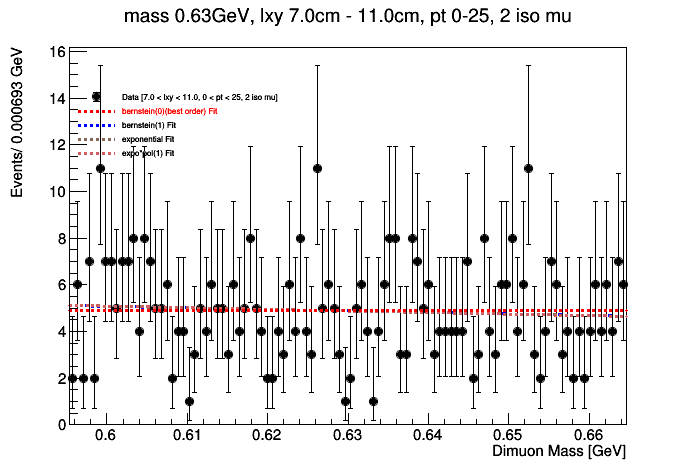 mass 0.63GeV, lxy 7.0cm - 11.0cm, pt 0-25, 2 iso mu
Events/ 0.000693 GeV
16
14
12
10
8
6
4
2
0
Data [7.0 < lxy < 11.0, 0 < pt < 25, 2 iso mu]
bernstein(0)(best order) Fit
bernstein(1) Fit
exponential Fit
expo*pol(1) Fit
0.6 0.61 0.62 0.63 0.64 0.65 0.66
Dimuon Mass [GeV]